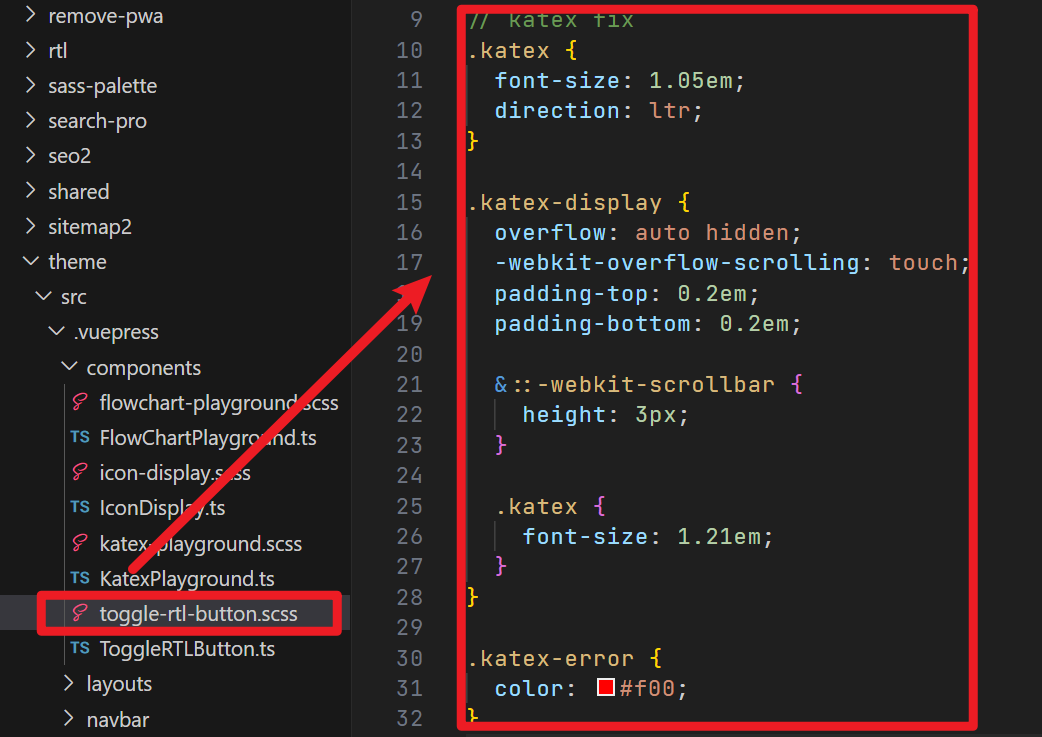 remove-pwa
rtl
sass-palette
search-pro
seo2
shared
sitemap2
theme
src
.vuepress
components
flowchart-playground.scss
TS FlowChartPlayground.ts
icon-display.scss
TS IconDisplay.ts
katex-playground.scss
TS KatexPlayground.ts
toggle-rtl-button.scss
TS ToggleRTLButton.ts
layouts
navbar
9 // katex fix
10 .katex {
11 font-size: 1.05em;
12 direction: ltr;
13 }
14
15 .katex-display {
16 overflow: auto hidden;
17 -webkit-overflow-scrolling: touch;
padding-top: 0.2em;
19 padding-bottom: 0.2em;
20
21 &::-webkit-scrollbar {
22 height: 3px;
23 }
24
25 .katex {
26 font-size: 1.21em;
27 }
28 }
29
30 .katex-error {
31 color: #f00;
32 }